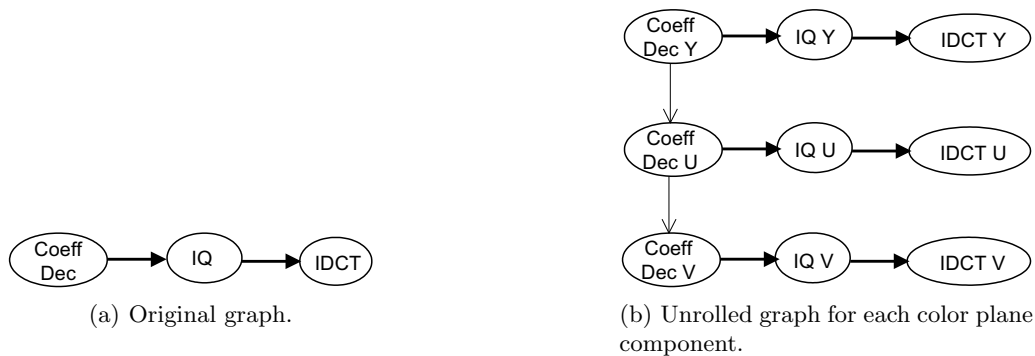 Coeff
Dec
IQ
IDCT
(a) Original graph.
Coeff
Dec Y
IQ Y
IDCT Y
Coeff
Dec U
IQ U
IDCT U
Coeff
Dec V
IQ V
IDCT V
(b) Unrolled graph for each color plane
component.